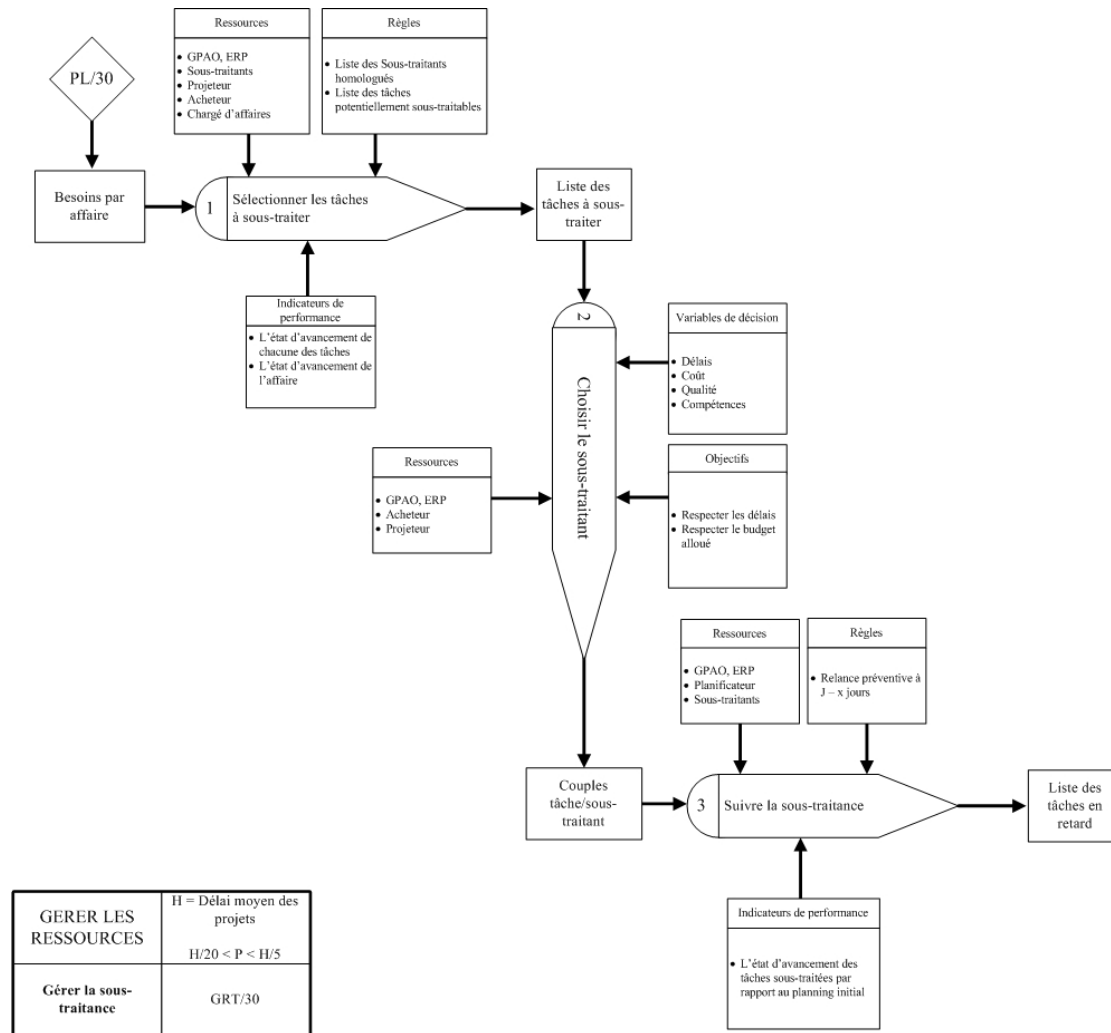 PL/30
Ressources
• GPAO, ERP
• Sous-traitants
• Projeteur
• Acheteur
• Chargé d'affaires
Règles
• Liste des Sous-traitants
homologués
• Liste des tâches
potentiellement sous-traitables
Besoins par
affaire
1
Sélectionner les tâches
à sous-traiter
Liste des
tâches à sous-
traiter
Indicateurs de
performance
• L'état d'avancement de
chacune des tâches
• L'état d'avancement de
l'affaire
2
Choisir le sous-traitant
Variables de décision
• Délais
• Coût
• Qualité
• Compétences
Ressources
• GPAO, ERP
• Acheteur
• Projeteur
Objectifs
• Respecter les délais
• Respecter le budget
alloué
Ressources
• GPAO, ERP
• Planificateur
• Sous-traitants
Règles
• Relance préventive à
J – x jours
Couples
tâche/sous-
traitant
3
Suivre la sous-traitance
Liste des
tâches en
retard
Indicateurs de performance
• L'état d'avancement des
tâches sous-traitées par
rapport au planning initial
GERER LES
RESSOURCES
H = Délai moyen des
projets
H/20 < P < H/5
Gérer la sous-
traitance
GRT/30